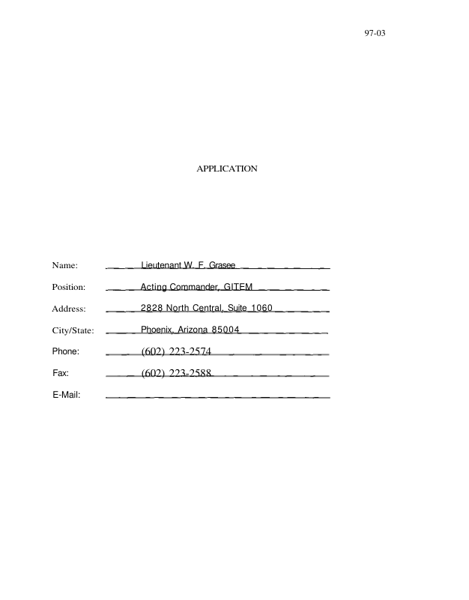 97-03
APPLICATION
Name: Lieutenant W. F. Grasee
Position: Acting Commander, GITEM
Address: 2828 North Central, Suite 1060
City/State: Phoenix, Arizona 85004
Phone: (602) 223-2574
Fax: (602) 223-2588
E-Mail: